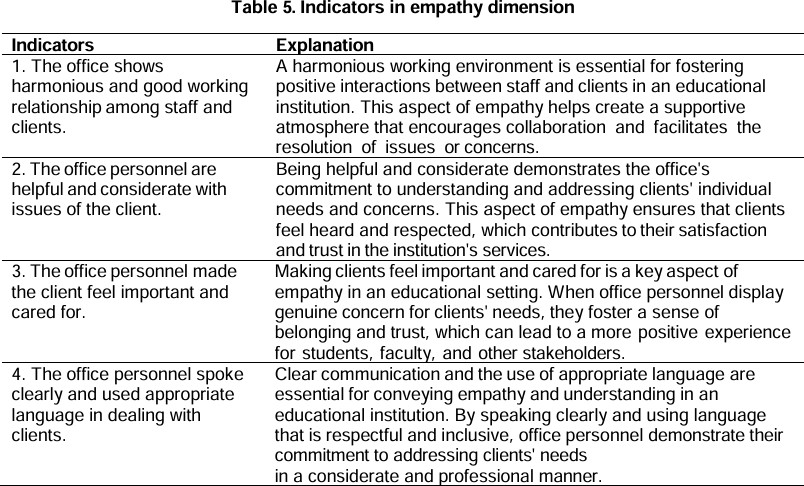 Table 5. Indicators in empathy dimension
Indicators Explanation
1. The office shows
harmonious and good working
relationship among staff and
clients.
A harmonious working environment is essential for fostering
positive interactions between staff and clients in an educational
institution. This aspect of empathy helps create a supportive
atmosphere that encourages collaboration and facilitates the
resolution of issues or concerns.
2. The office personnel are
helpful and considerate with
issues of the client.
Being helpful and considerate demonstrates the office's
commitment to understanding and addressing clients' individual
needs and concerns. This aspect of empathy ensures that clients
feel heard and respected, which contributes to their satisfaction
and trust in the institution's services.
3. The office personnel made
the client feel important and
cared for.
Making clients feel important and cared for is a key aspect of
empathy in an educational setting. When office personnel display
genuine concern for clients' needs, they foster a sense of
belonging and trust, which can lead to a more positive experience
for students, faculty, and other stakeholders.
4. The office personnel spoke
clearly and used appropriate
language in dealing with
clients.
Clear communication and the use of appropriate language are
essential for conveying empathy and understanding in an
educational institution. By speaking clearly and using language
that is respectful and inclusive, office personnel demonstrate their
commitment to addressing clients' needs
in a considerate and professional manner.